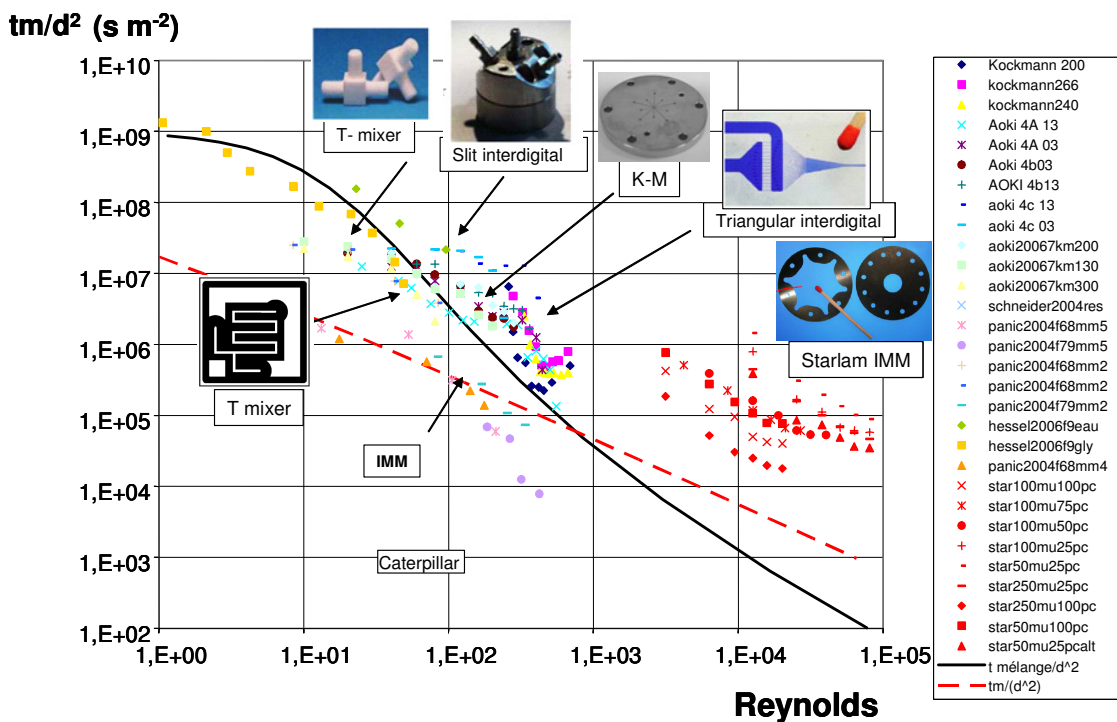 tm/d² (s m⁻²)
1,E+10
1,E+09
1,E+08
1,E+07
1,E+06
1,E+05
1,E+04
1,E+03
1,E+02
1,E+00
1,E+01
1,E+02
1,E+03
1,E+04
1,E+05
Reynolds
T- mixer
Slit interdigital
K-M
Triangular interdigital
Starlam IMM
T mixer
IMM
Caterpillar
Kockmann 200
kockmann266
kockmann240
Aoki 4A 13
Aoki 4A 03
Aoki 4b03
AOKI 4b13
aoki 4c 13
aoki 4c 03
aoki20067km200
aoki20067km130
aoki20067km300
schneider2004res
panic2004f68mm5
panic2004f79mm5
panic2004f68mm2
panic2004f68mm2
panic2004f79mm2
hessel2006f9eau
hessel2006f9gly
panic2004f68mm4
star100mu100pc
star100mu75pc
star100mu50pc
star100mu25pc
star50mu25pc
star250mu25pc
star250mu100pc
star50mu100pc
star50mu25pcalt
t mélange/d^2
tm/(d^2)